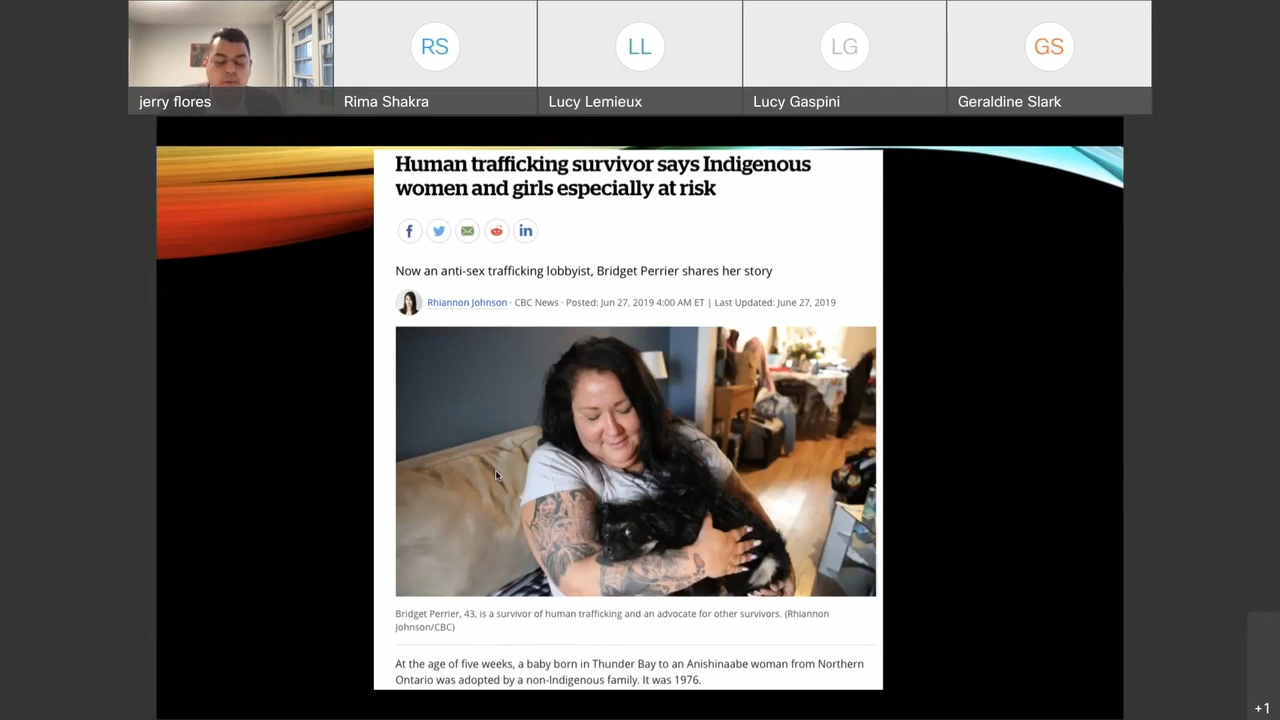 RS
LL
LG
GS
jerry flores
Rima Shakra
Lucy Lemieux
Lucy Gaspini
Geraldine Slark
Human trafficking survivor says Indigenous
women and girls especially at risk
Now an anti-sex trafficking lobbyist, Bridget Perrier shares her story
Rhiannon Johnson · CBC News · Posted: Jun 27, 2019 4:00 AM ET | Last Updated: June 27, 2019
Bridget Perrier, 43, is a survivor of human trafficking and an advocate for other survivors. (Rhiannon
Johnson/CBC)
At the age of five weeks, a baby born in Thunder Bay to an Anishinaabe woman from Northern
Ontario was adopted by a non-Indigenous family. It was 1976.
+1